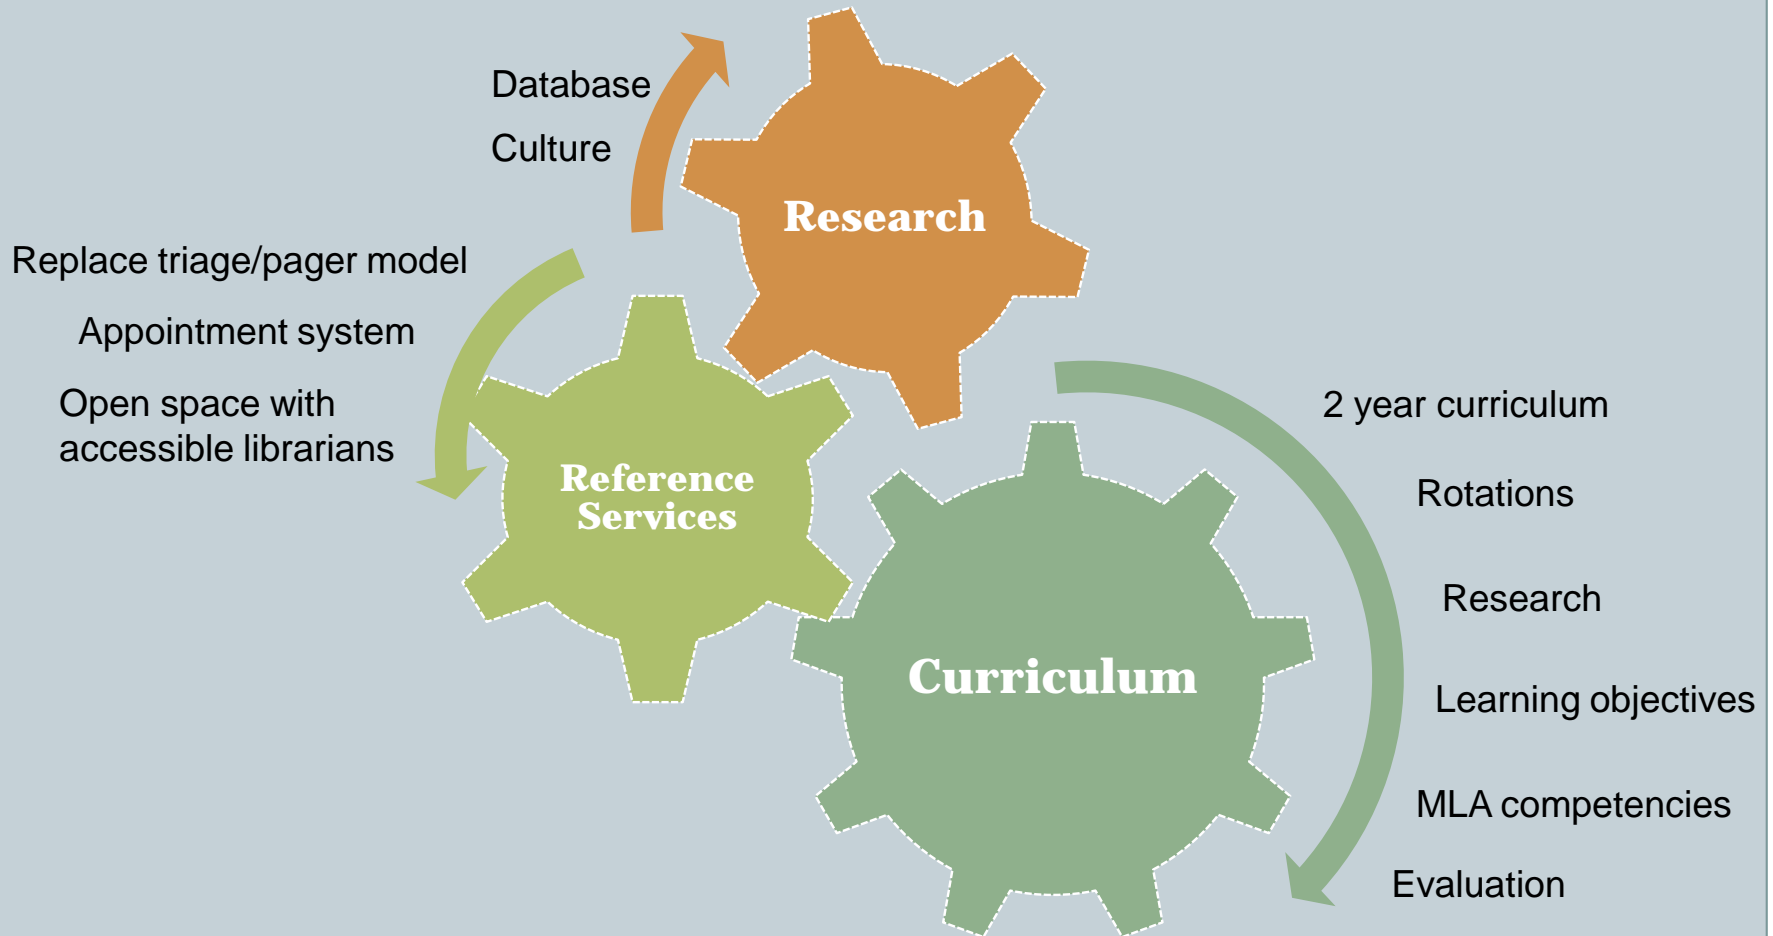 Database
Culture
Research
Replace triage/pager model
Appointment system
Open space with
accessible librarians
Reference
Services
2 year curriculum
Rotations
Research
Learning objectives
MLA competencies
Evaluation
Curriculum